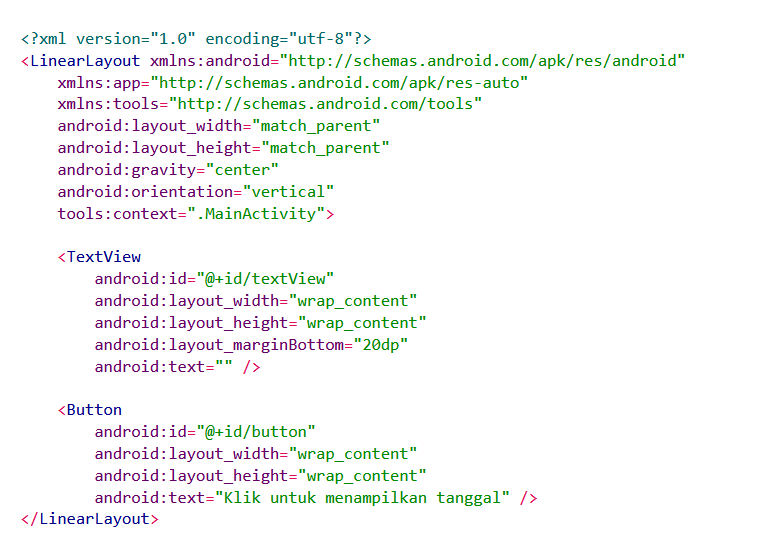 <?xml version="1.0" encoding="utf-8"?>
<LinearLayout xmlns:android="http://schemas.android.com/apk/res/android"
    xmlns:app="http://schemas.android.com/apk/res-auto"
    xmlns:tools="http://schemas.android.com/tools"
    android:layout_width="match_parent"
    android:layout_height="match_parent"
    android:gravity="center"
    android:orientation="vertical"
    tools:context=".MainActivity">

    <TextView
        android:id="@+id/textView"
        android:layout_width="wrap_content"
        android:layout_height="wrap_content"
        android:layout_marginBottom="20dp"
        android:text="" />

    <Button
        android:id="@+id/button"
        android:layout_width="wrap_content"
        android:layout_height="wrap_content"
        android:text="Klik untuk menampilkan tanggal" />
</LinearLayout>